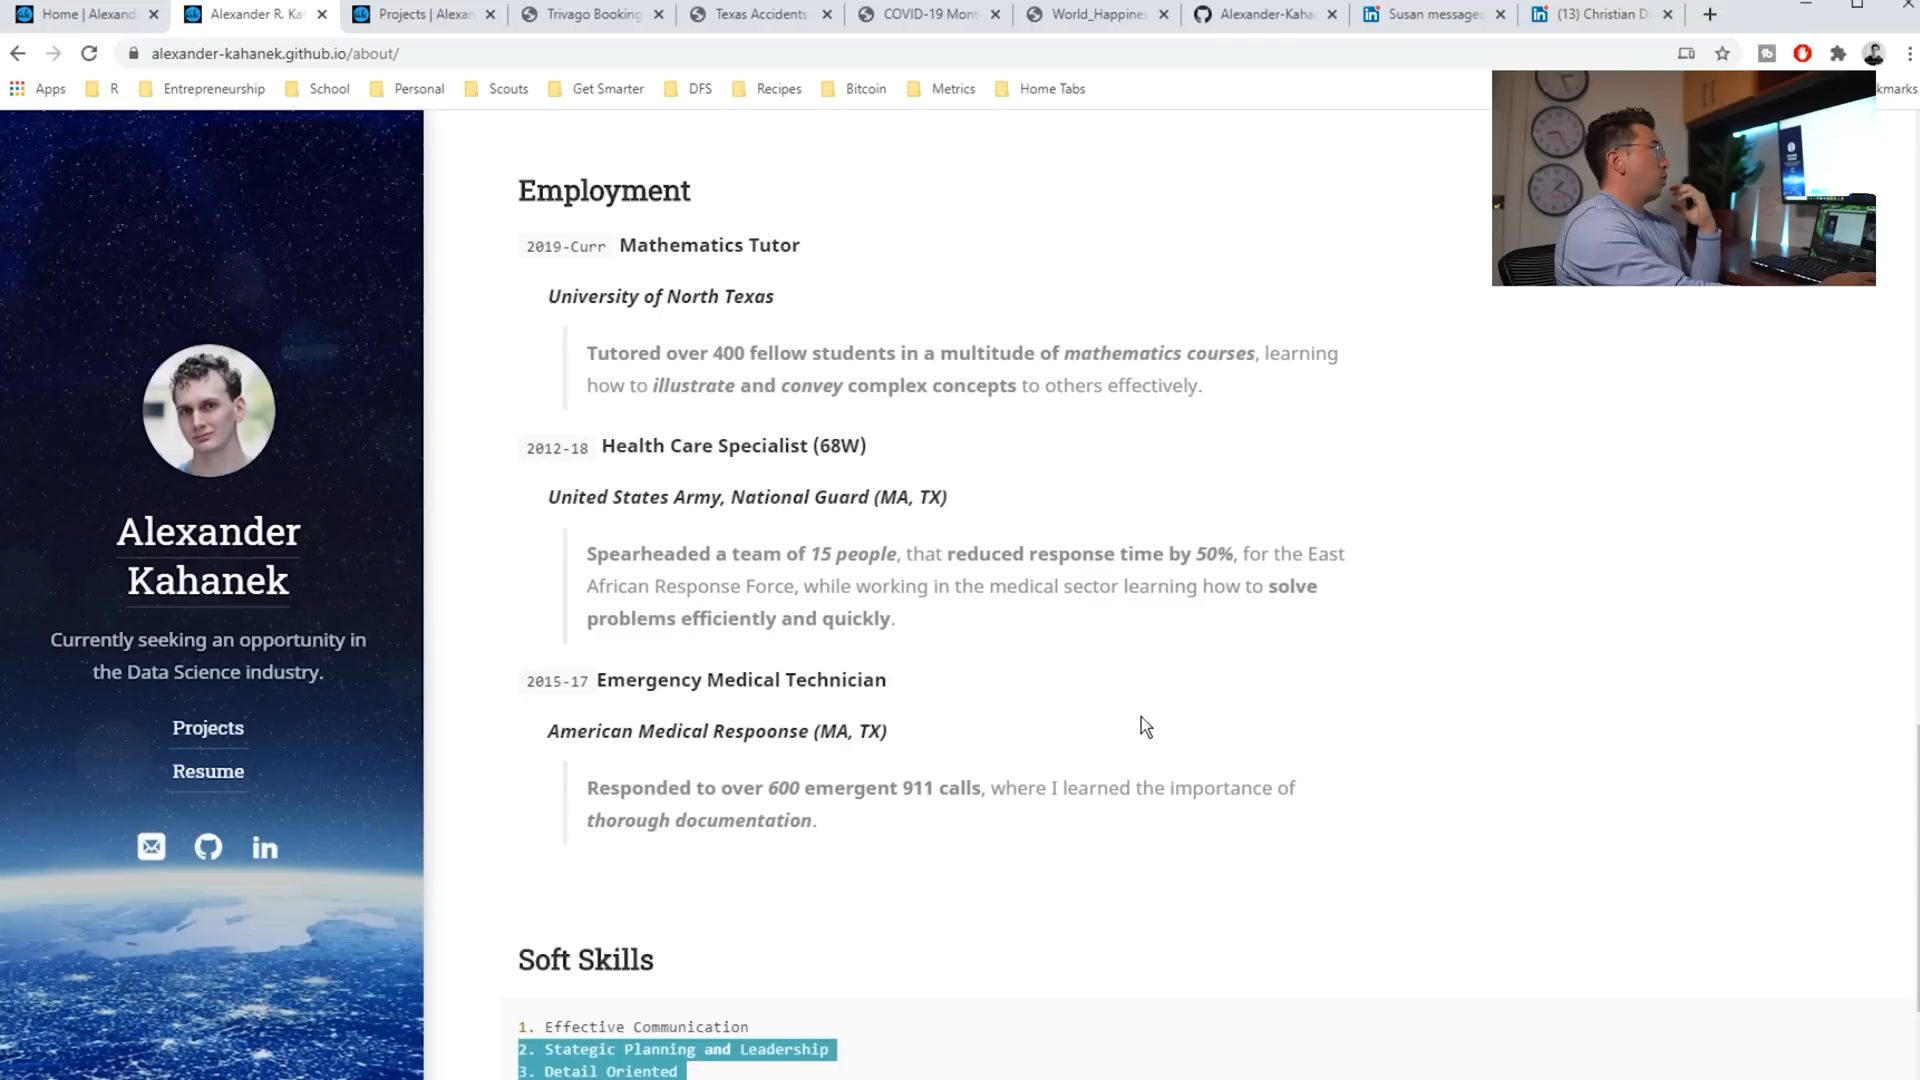 Home | Alexand
Alexander R. Ka
Projects | Alexan
Trivago Booking
Texas Accidents
COVID-19 Mont
World_Happines
Alexander-Kaha
Susan message
(13) Christian D
alexander-kahanek.github.io/about/
Apps
R
Entrepreneurship
School
Personal
Scouts
Get Smarter
DFS
Recipes
Bitcoin
Metrics
Home Tabs
kmarks
Alexander
Kahanek
Currently seeking an opportunity in
the Data Science industry.
Projects
Resume
Employment
2019-Curr Mathematics Tutor
University of North Texas
Tutored over 400 fellow students in a multitude of mathematics courses, learning
how to illustrate and convey complex concepts to others effectively.
2012-18 Health Care Specialist (68W)
United States Army, National Guard (MA, TX)
Spearheaded a team of 15 people, that reduced response time by 50%, for the East
African Response Force, while working in the medical sector learning how to solve
problems efficiently and quickly.
2015-17 Emergency Medical Technician
American Medical Respoonse (MA, TX)
Responded to over 600 emergent 911 calls, where I learned the importance of
thorough documentation.
Soft Skills
1. Effective Communication
2. Stategic Planning and Leadership
3. Detail Oriented